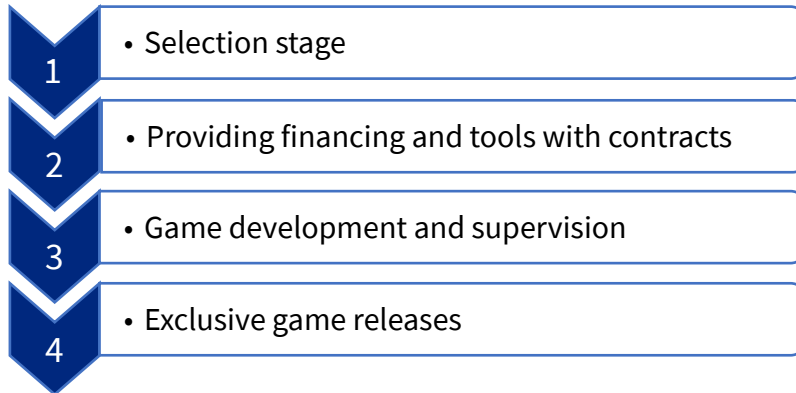 1
• Selection stage
2
• Providing financing and tools with contracts
3
• Game development and supervision
4
• Exclusive game releases